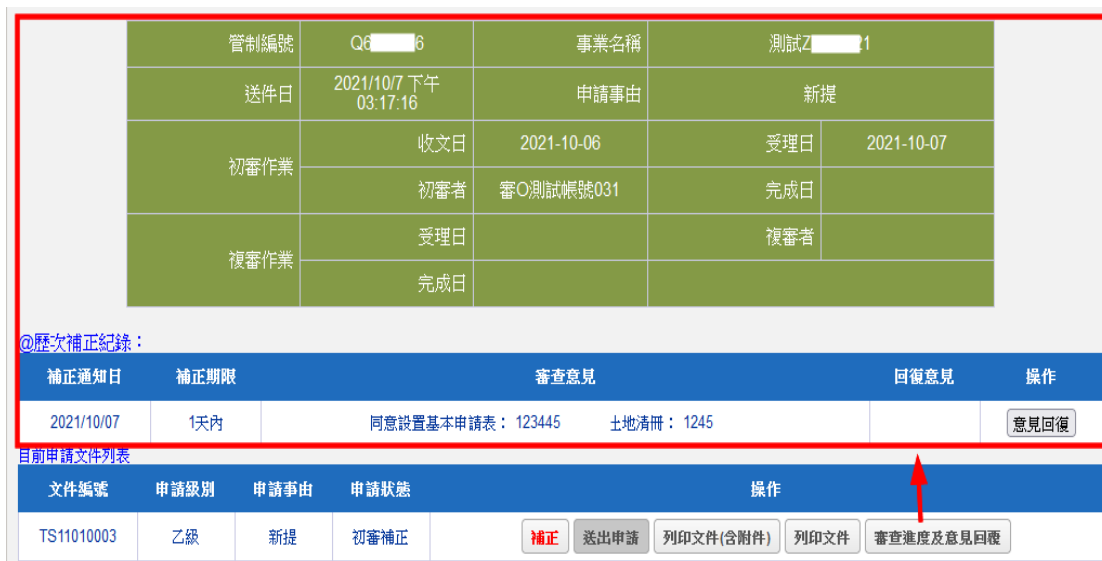 管制編號 Q6 6 事業名稱 測試Z 21
送件日 2021/10/7 下午 03:17:16 申請事由 新提
初審作業 收文日 2021-10-06 受理日 2021-10-07
初審者 審O測試帳號031 完成日
複審作業 受理日 複審者
完成日
@歷次補正紀錄：
補正通知日 補正期限 審查意見 回復意見 操作
2021/10/07 1天內 同意設置基本申請表： 123445 土地清冊： 1245 意見回復
目前申請文件列表
文件編號 申請級別 申請事由 申請狀態 操作
TS11010003 乙級 新提 初審補正 補正 送出申請 列印文件(含附件) 列印文件 審查進度及意見回覆